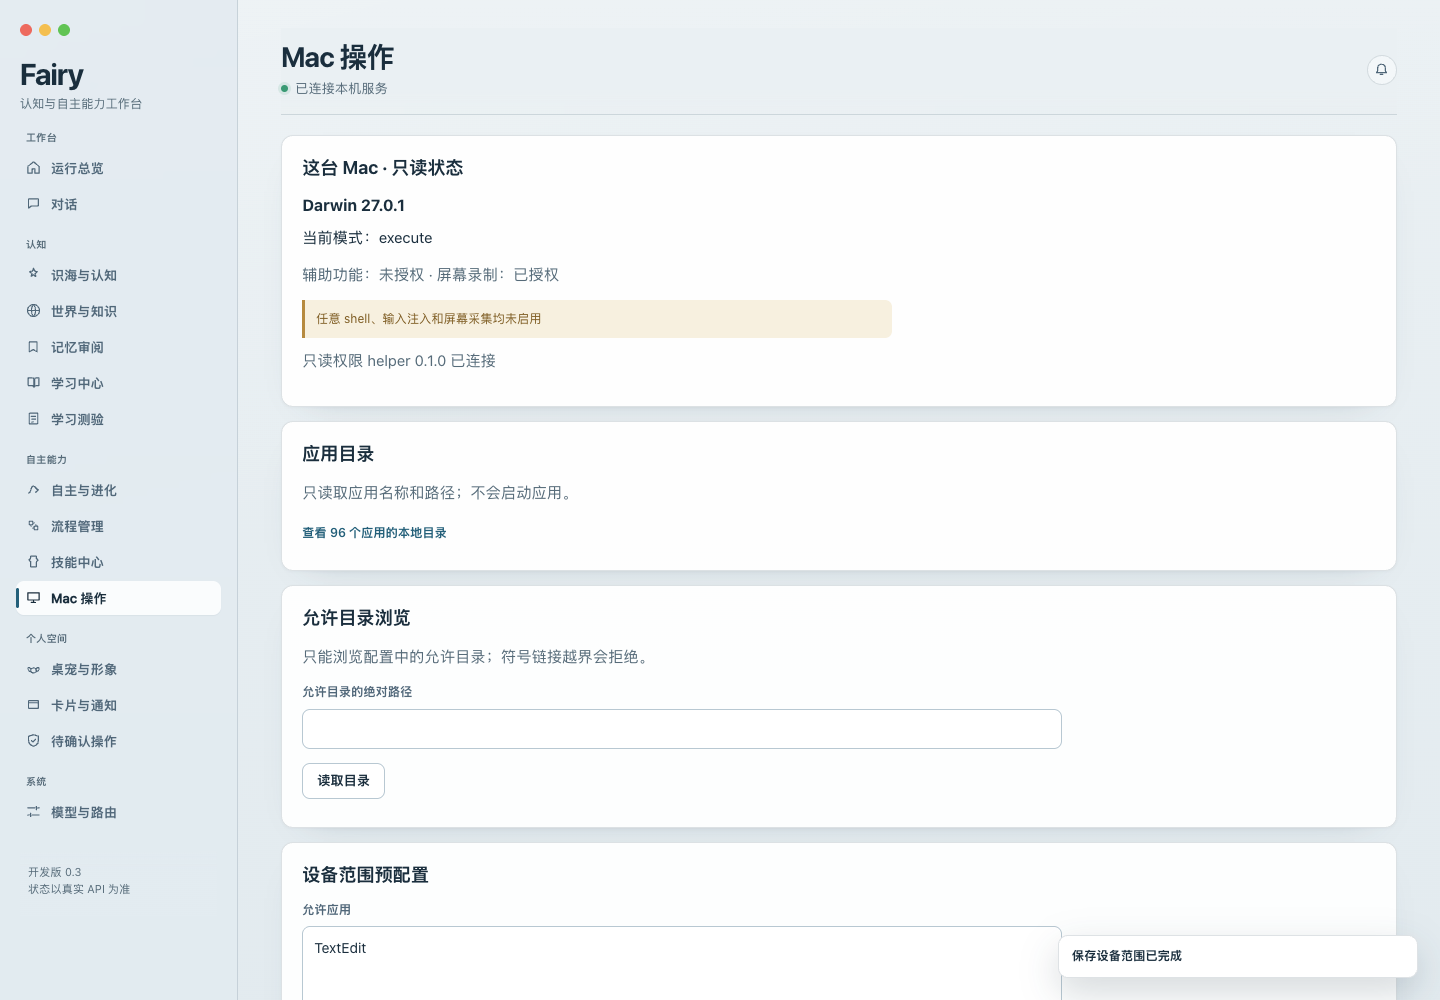 Fairy
认知与自主能力工作台
工作台
运行总览
对话
认知
识海与认知
世界与知识
记忆审阅
学习中心
学习测验
自主能力
自主与进化
流程管理
技能中心
Mac 操作
个人空间
桌宠与形象
卡片与通知
待确认操作
系统
模型与路由
开发版 0.3
状态以真实 API 为准
Mac 操作
已连接本机服务
这台 Mac · 只读状态
Darwin 27.0.1
当前模式：execute
辅助功能：未授权 · 屏幕录制：已授权
任意 shell、输入注入和屏幕采集均未启用
只读权限 helper 0.1.0 已连接
应用目录
只读取应用名称和路径；不会启动应用。
查看 96 个应用的本地目录
允许目录浏览
只能浏览配置中的允许目录；符号链接越界会拒绝。
允许目录的绝对路径
读取目录
设备范围预配置
允许应用
TextEdit
保存设备范围已完成